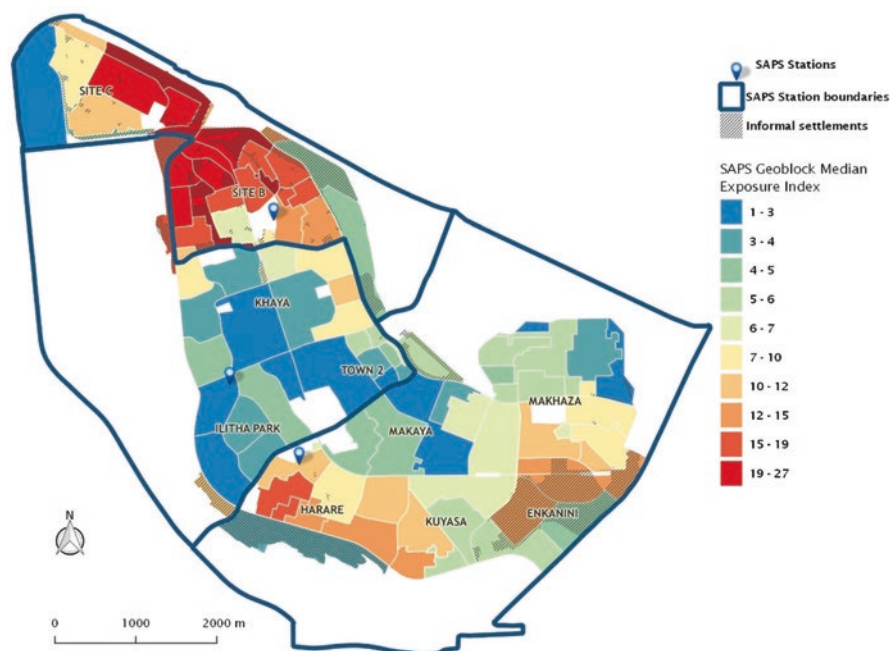 SAPS Stations
SAPS Station boundaries
Informal settlements
SAPS Geoblock Median
Exposure Index
1 - 3
3 - 4
4 - 5
5 - 6
6 - 7
7 - 10
10 - 12
12 - 15
15 - 19
19 - 27
SITE C
SITE B
KHAYA
TOWN 2
ILITHA PARK
MAKAYA
MAKHAZA
HARARE
KUYASA
ENKANINI
N
0 1000 2000 m